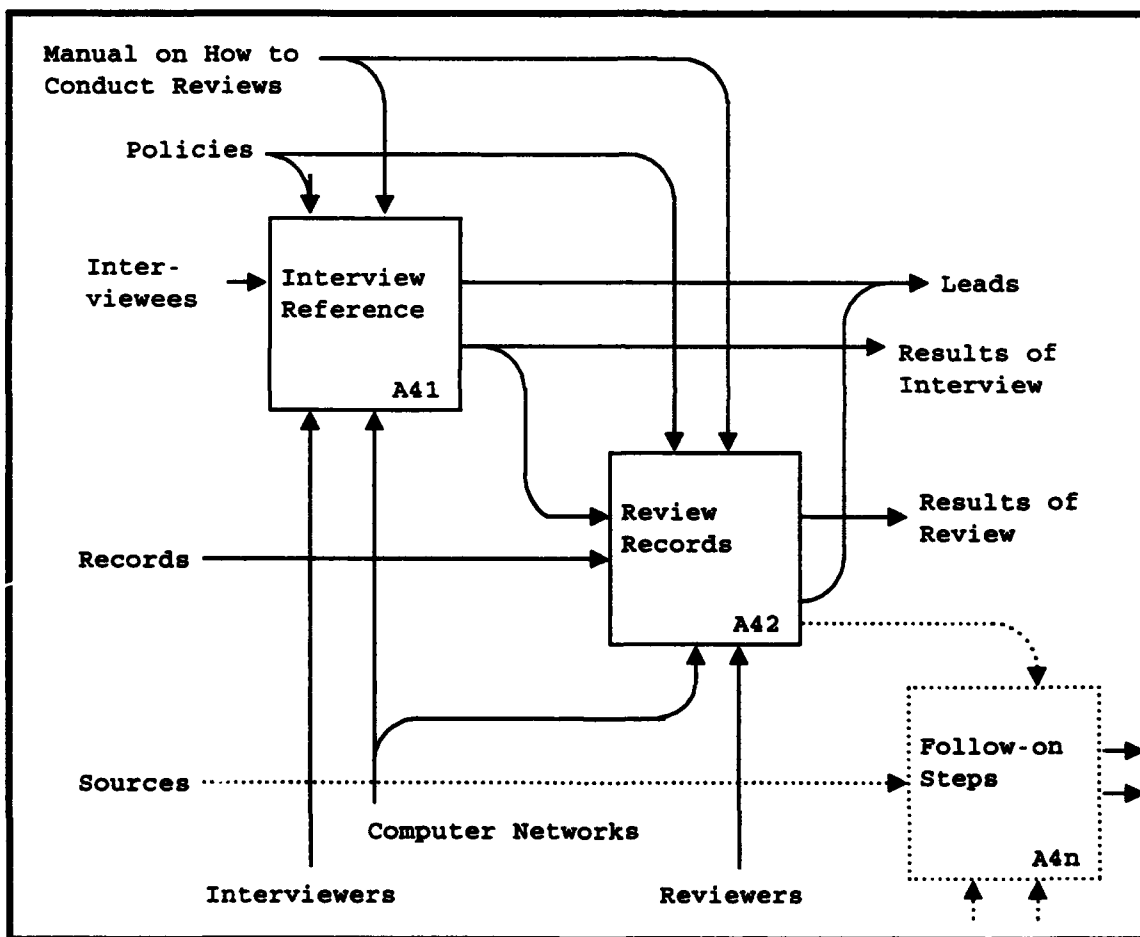 Manual on How to
Conduct Reviews
Policies
Inter-
viewees
Interview
Reference
A41
Leads
Results of
Interview
Review
Records
A42
Results of
Review
Records
Sources
Follow-on
Steps
A4n
Computer Networks
Interviewers
Reviewers